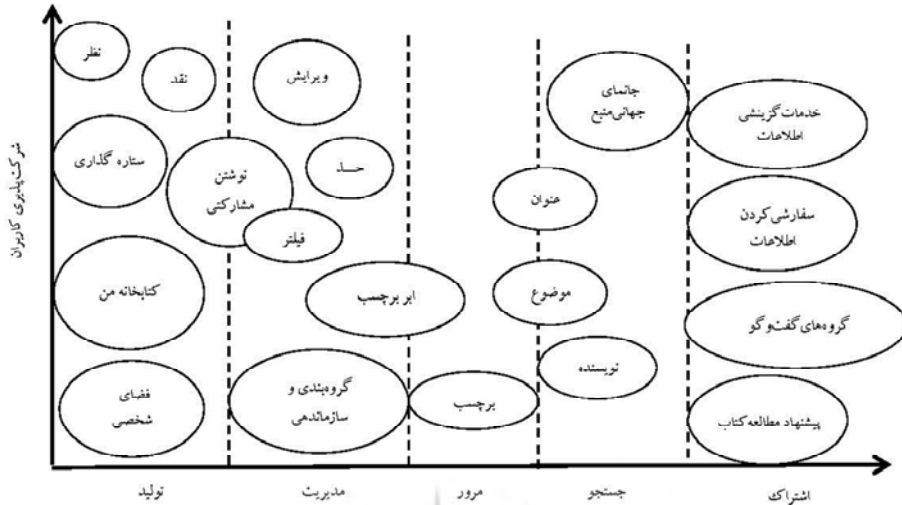 شرکت‌پذیری کاربران
نظر
نقد
ستاره گذاری
کتابخانه من
فضای
شخصی
نوشتن
مشارکتی
ویرایش
حـــد
فیلتر
ابر برچسب
گروه‌بندی و
سازماندهی
برچسب
عنوان
موضوع
جانمای
جهانی منبع
نویسنده
خدمات گزینشی
اطلاعات
سفارشی کردن
اطلاعات
گروه‌های گفت‌و گو
پیشنهاد مطالعه کتاب
تولید
مدیریت
مرور
جستجو
اشتراک